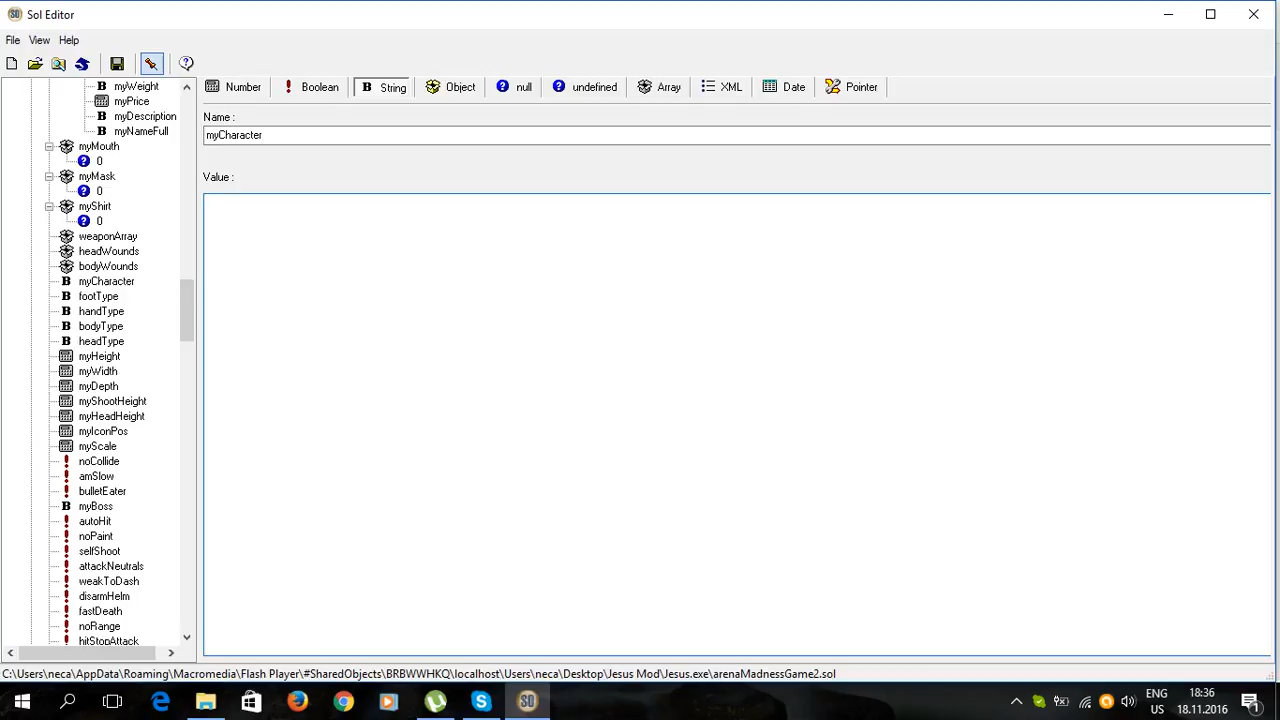 Sol Editor
File View Help
Number Boolean String Object null undefined Array XML Date Pointer
Name :
myCharacter
Value :
myWeight
myPrice
myDescription
myNameFull
myMouth
0
myMask
0
myShirt
0
weaponArray
headWounds
bodyWounds
myCharacter
footType
handType
bodyType
headType
myHeight
myWidth
myDepth
myShootHeight
myHeadHeight
myIconPos
myScale
noCollide
amSlow
bulletEater
myBoss
autoHit
noPaint
selfShoot
attackNeutrals
weakToDash
disarmHelm
fastDeath
noRange
hitStopAttack
C:\Users\neca\AppData\Roaming\Macromedia\Flash Player\#SharedObjects\BRBWWHKQ\localhost\Users\neca\Desktop\Jesus Mod\Jesus.exe\arenaMadnessGame2.sol
ENG 18:36
US 18.11.2016